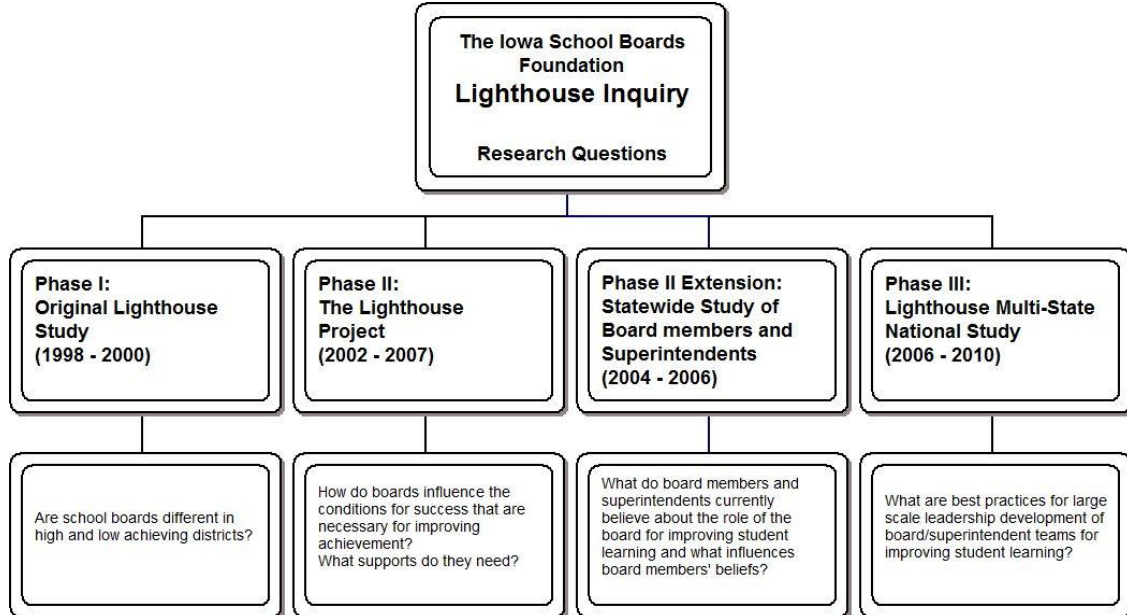 The Iowa School Boards
Foundation
Lighthouse Inquiry
Research Questions
Phase I:
Original Lighthouse
Study
(1998 - 2000)
Phase II:
The Lighthouse
Project
(2002 - 2007)
Phase II Extension:
Statewide Study of
Board members and
Superintendents
(2004 - 2006)
Phase III:
Lighthouse Multi-State
National Study
(2006 - 2010)
Are school boards different in
high and low achieving districts?
How do boards influence the
conditions for success that are
necessary for improving
achievement?
What supports do they need?
What do board members and
superintendents currently
believe about the role of the
board for improving student
learning and what influences
board members' beliefs?
What are best practices for large
scale leadership development of
board/superintendent teams for
improving student learning?